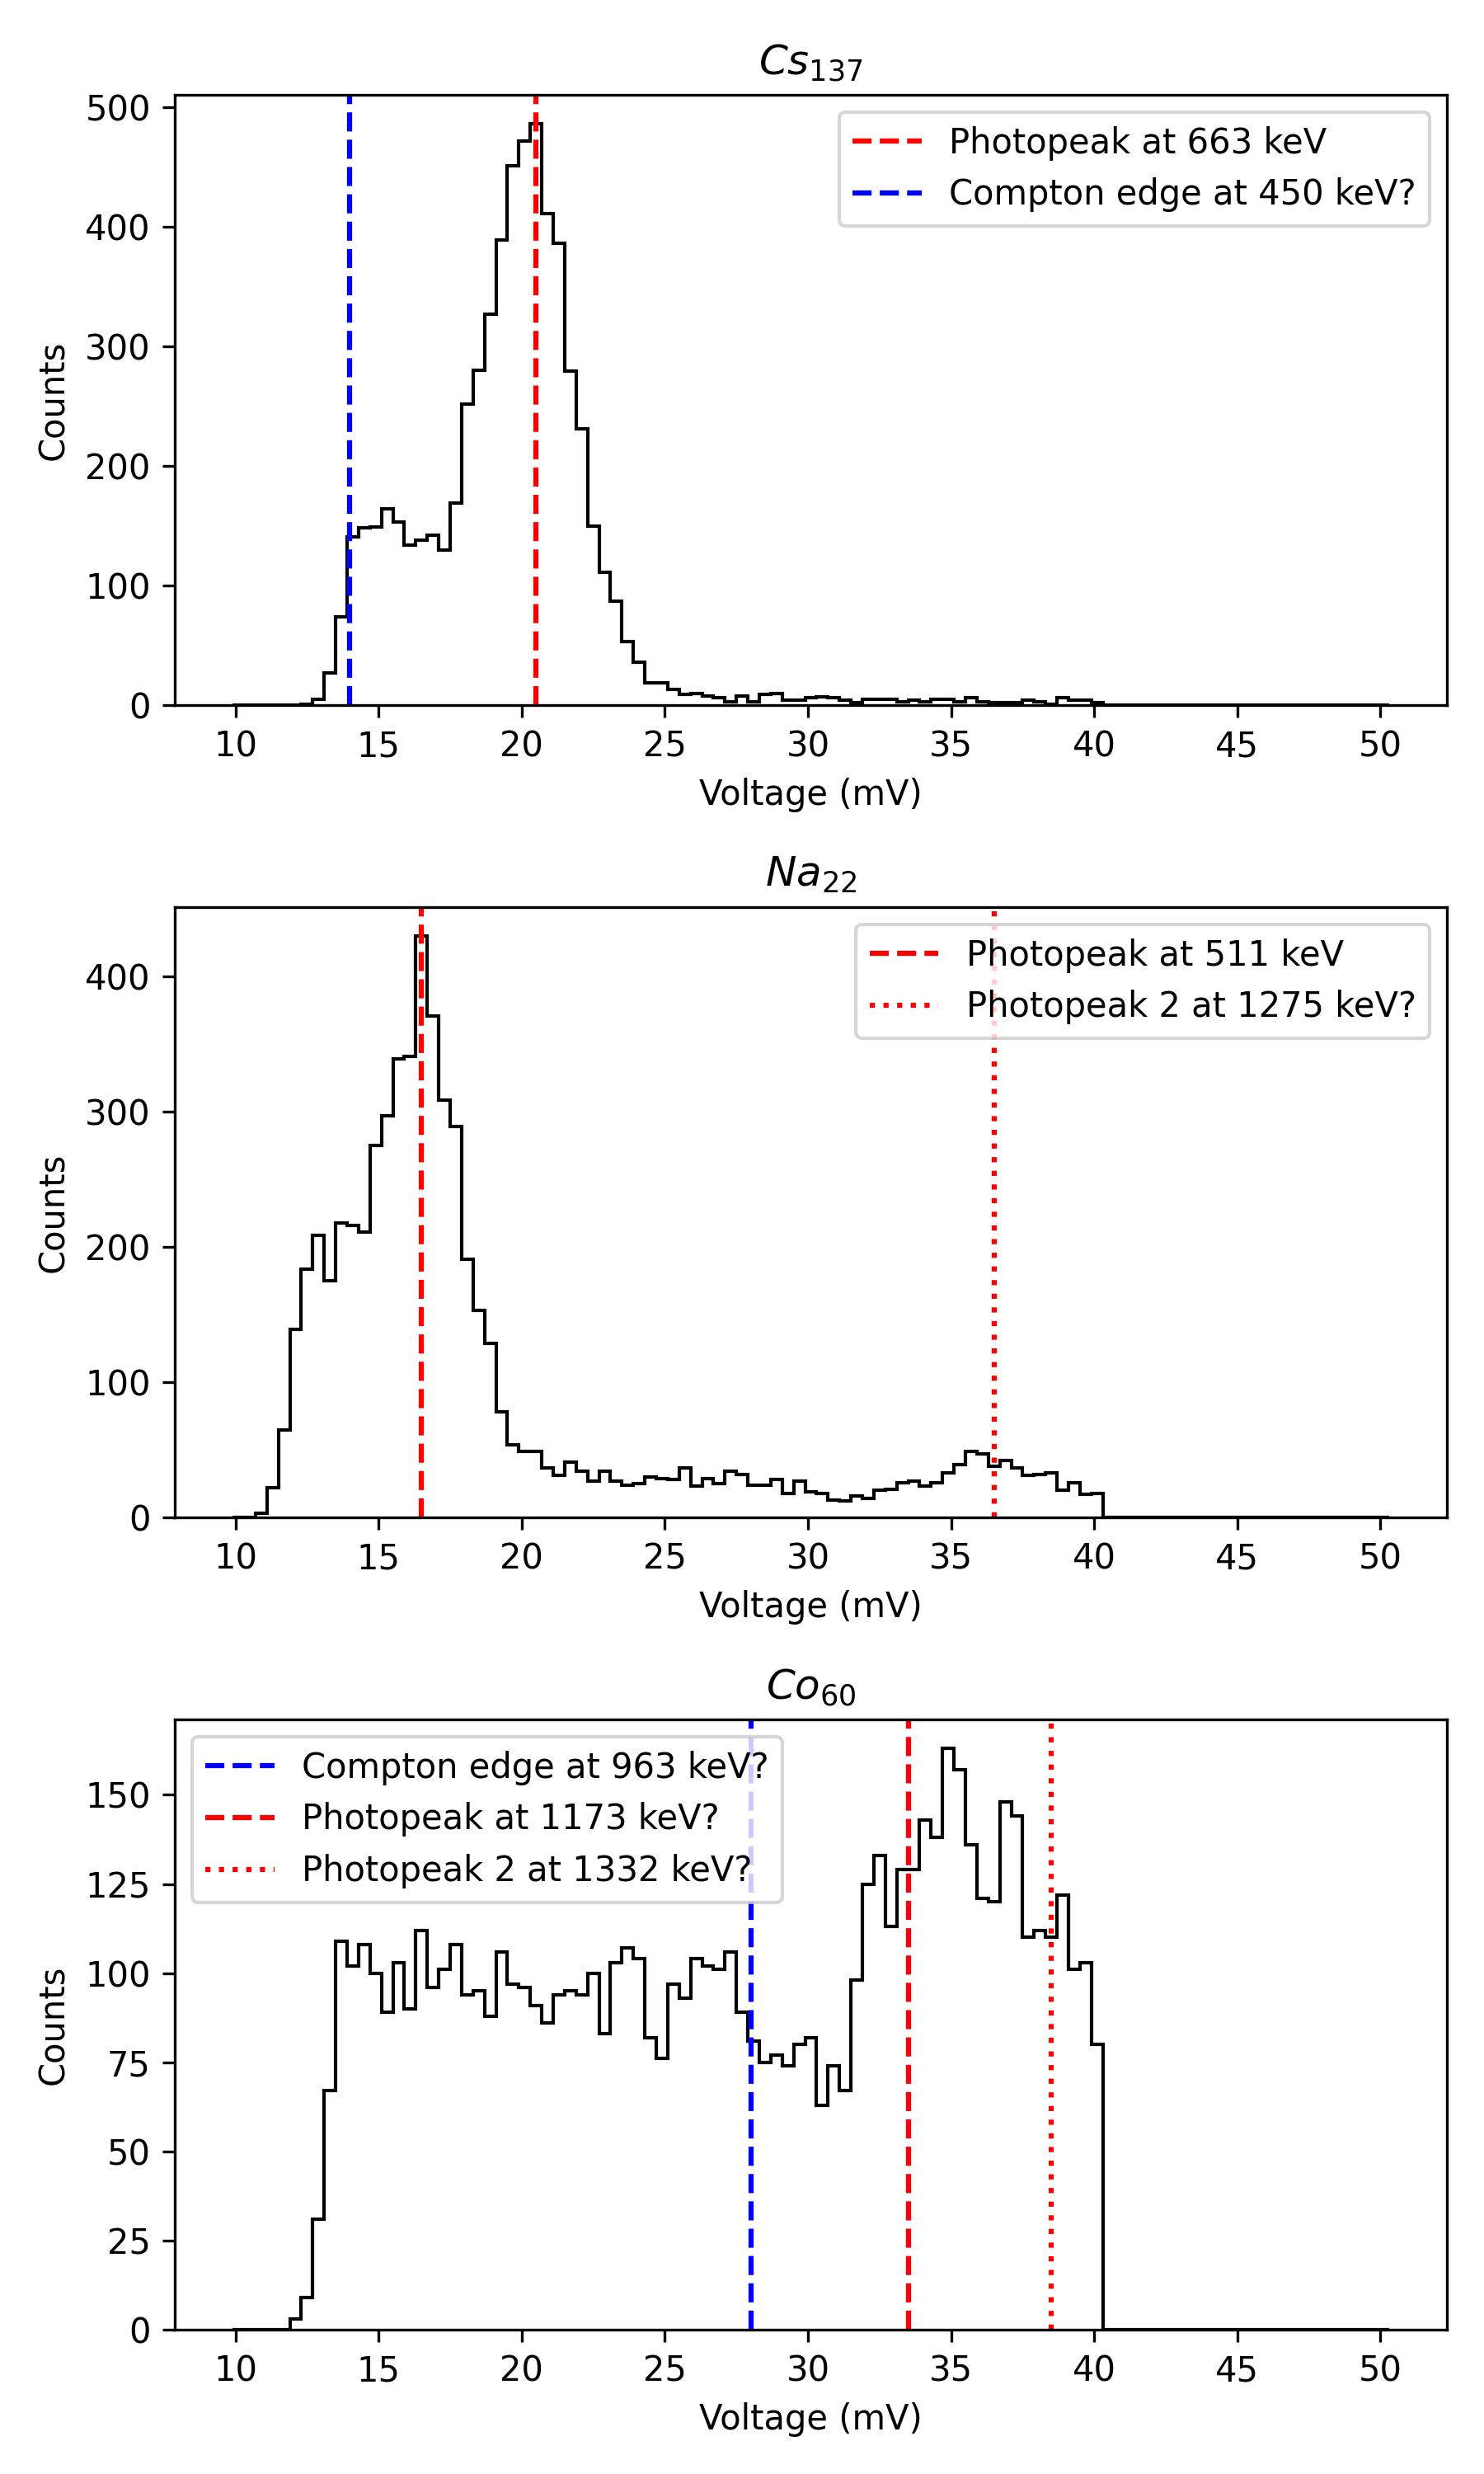 Cs137
500
400
300
200
100
0
Counts
Photopeak at 663 keV
Compton edge at 450 keV?
10 15 20 25 30 35 40 45 50
Voltage (mV)
Na22
400
300
200
100
0
Counts
Photopeak at 511 keV
Photopeak 2 at 1275 keV?
10 15 20 25 30 35 40 45 50
Voltage (mV)
Co60
150
125
100
75
50
25
0
Counts
Compton edge at 963 keV?
Photopeak at 1173 keV?
Photopeak 2 at 1332 keV?
10 15 20 25 30 35 40 45 50
Voltage (mV)